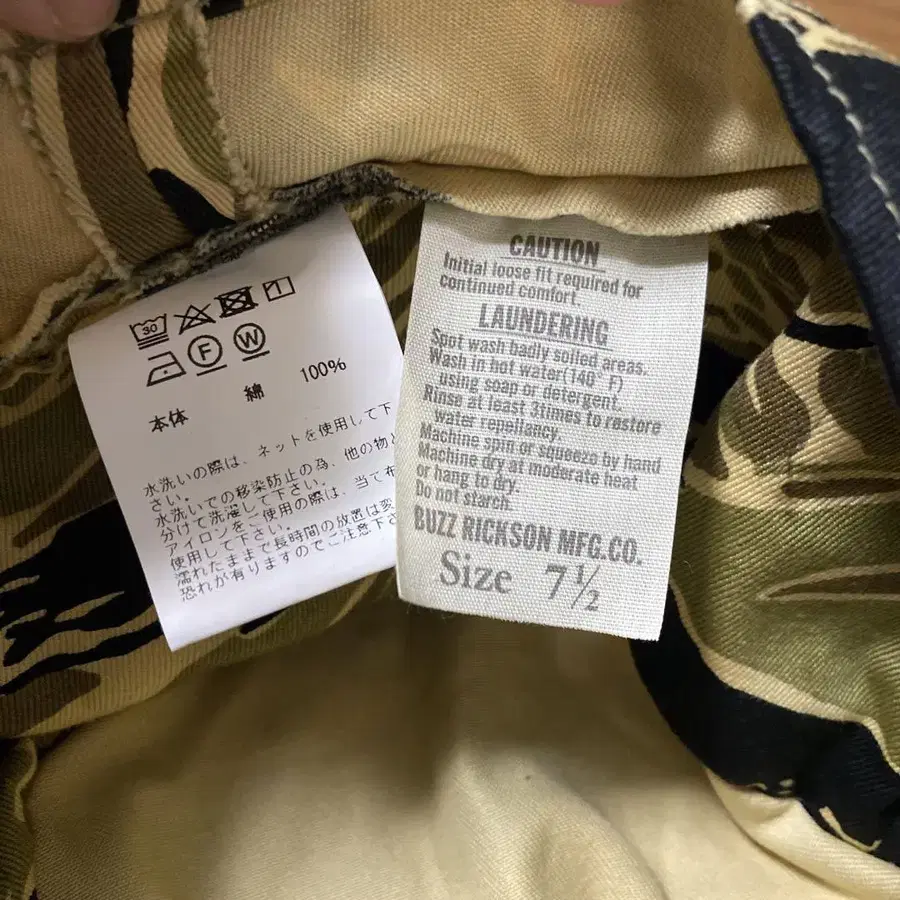 30
F W
本体 綿 100%
水洗いの際は、ネットを使用して下
さい。
水洗いでの移染防止の為、他の物と
分けて洗濯して下さい。
アイロンをご使用の際は、当て布
使用して下さい。
濡れたままで長時間の放置は変
恐れが有りますのでご注意下さ
CAUTION
Initial loose fit required for
continued comfort.
LAUNDERING
Spot wash badly soiled areas.
Wash in hot water(140° F)
using soap or detergent.
Rinse at least 3times to restore
water repellancy.
Machine spin or squeeze by hand
Machine dry at moderate heat
or hang to dry.
Do not starch.
BUZZ RICKSON MFG.CO.
Size 7½